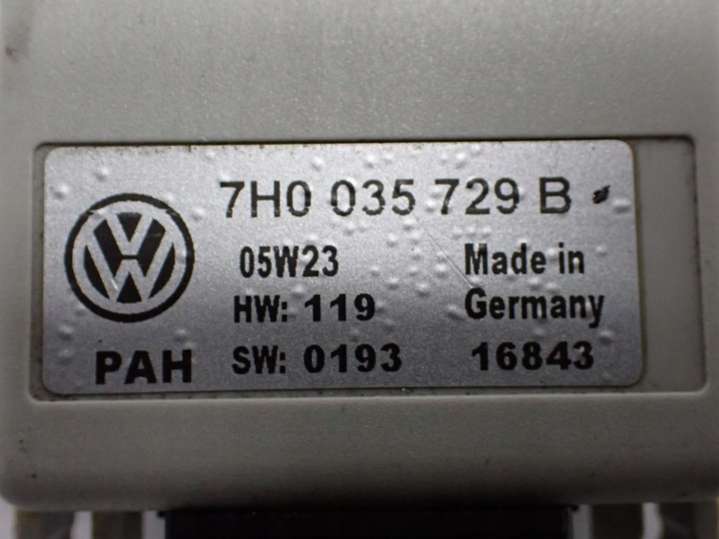 7H0 035 729 B
05W23 Made in
HW: 119 Germany
PAH SW: 0193 16843